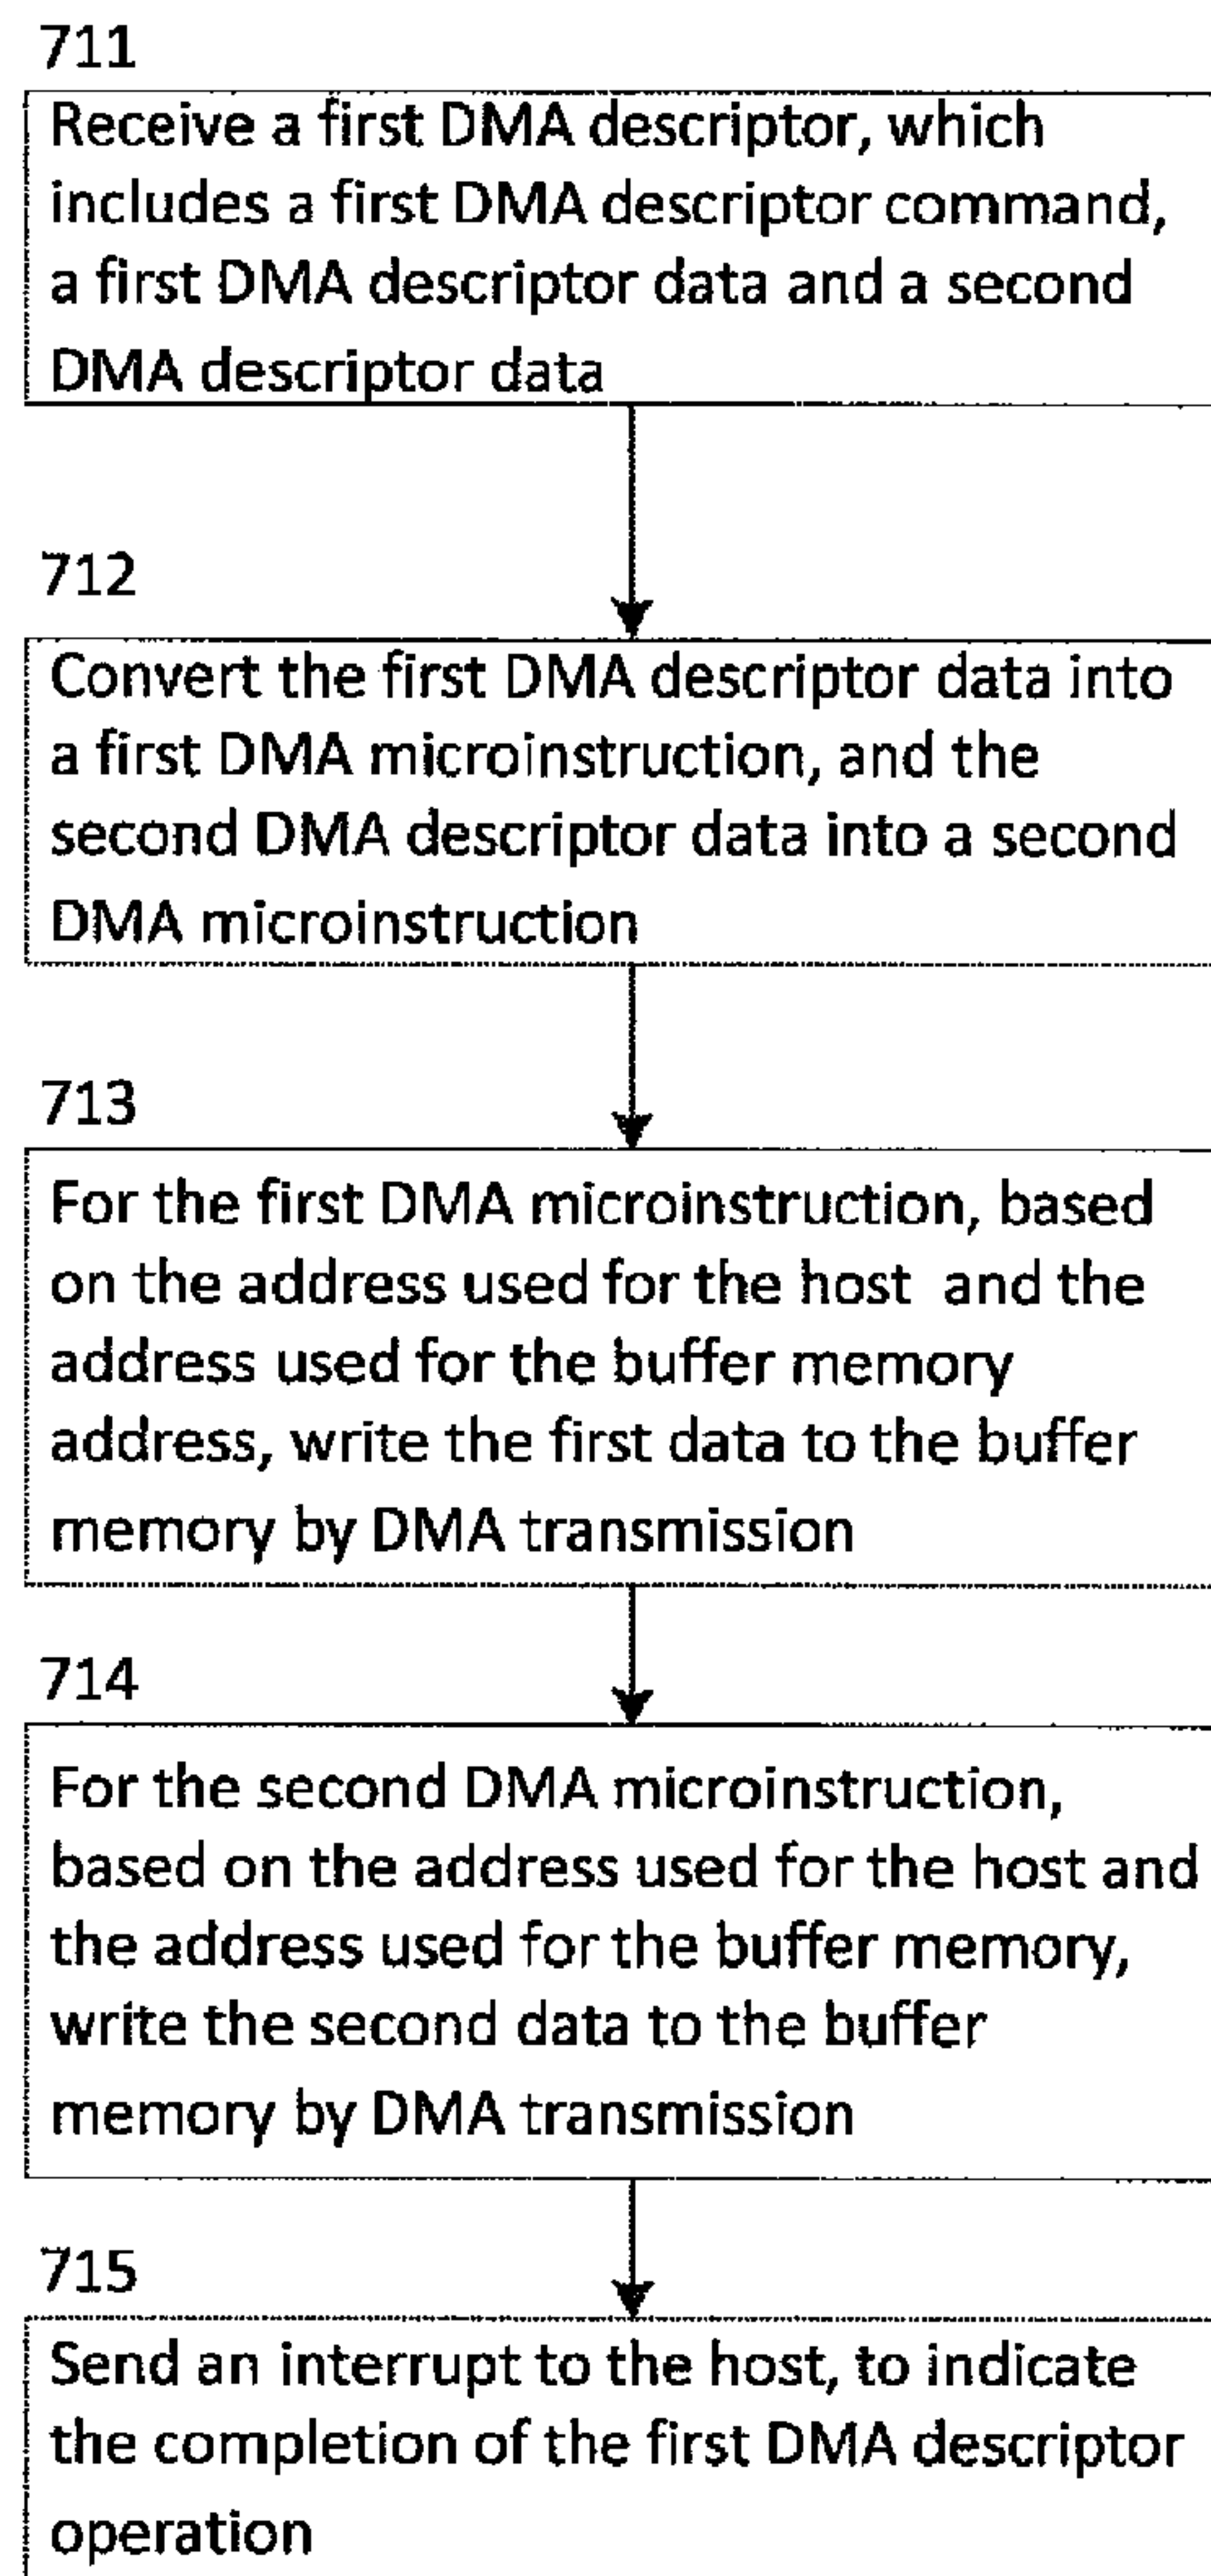 711
Receive a first DMA descriptor, which
includes a first DMA descriptor command,
a first DMA descriptor data and a second
DMA descriptor data
712
Convert the first DMA descriptor data into
a first DMA microinstruction, and the
second DMA descriptor data into a second
DMA microinstruction
713
For the first DMA microinstruction, based
on the address used for the host and the
address used for the buffer memory
address, write the first data to the buffer
memory by DMA transmission
714
For the second DMA microinstruction,
based on the address used for the host and
the address used for the buffer memory,
write the second data to the buffer
memory by DMA transmission
715
Send an interrupt to the host, to indicate
the completion of the first DMA descriptor
operation